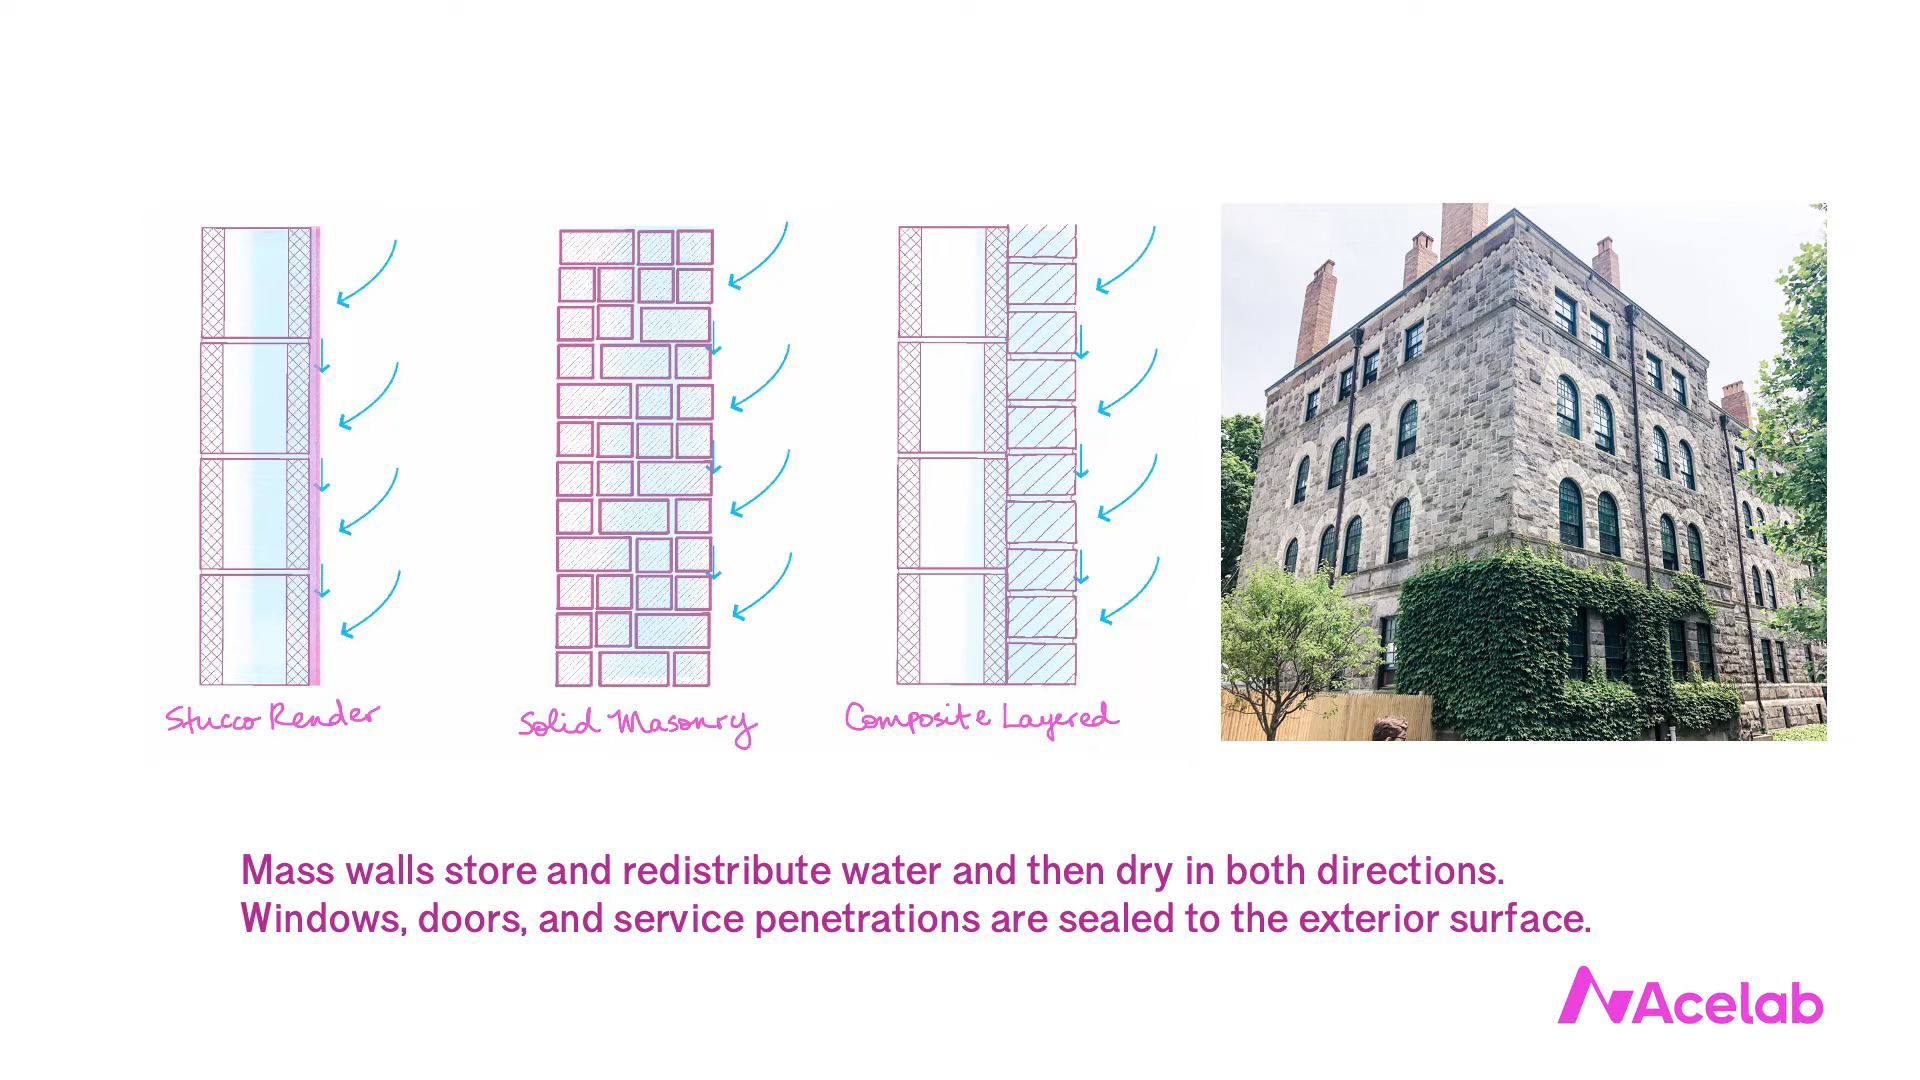 Stucco Render
Solid Masonry
Composite Layered
Mass walls store and redistribute water and then dry in both directions.
Windows, doors, and service penetrations are sealed to the exterior surface.
Acelab